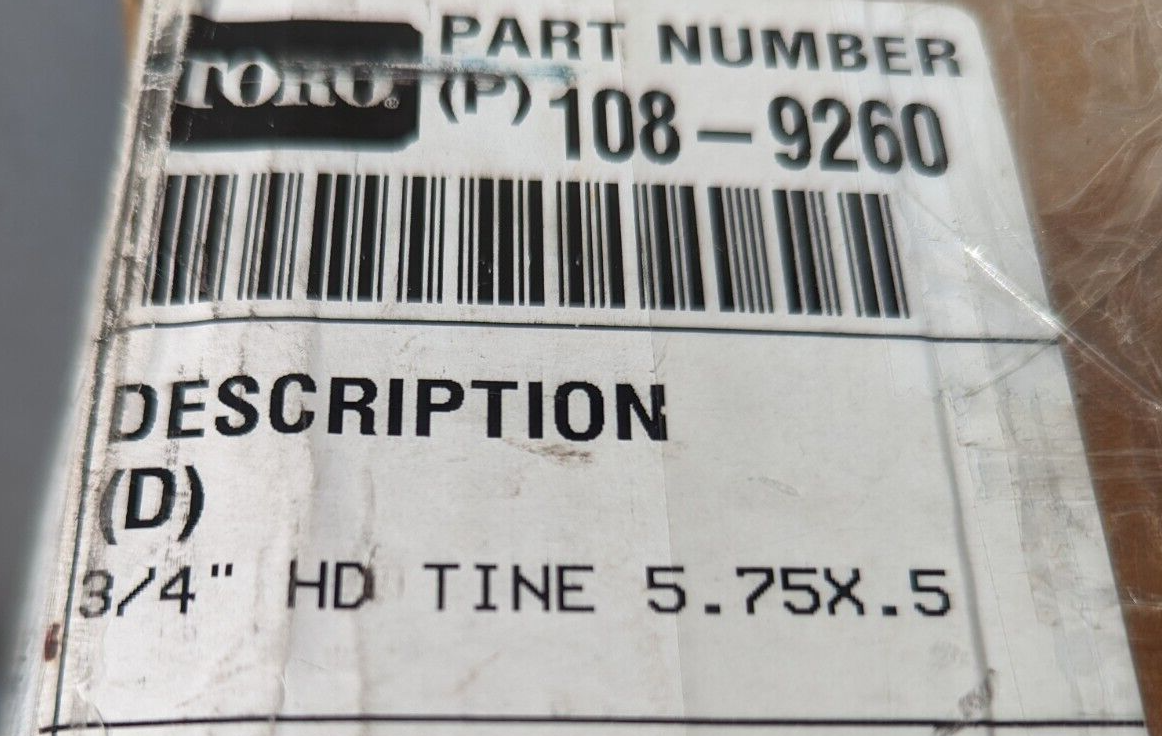 TORO® PART NUMBER
(P) 108-9260
DESCRIPTION
(D)
3/4" HD TINE 5.75X.5